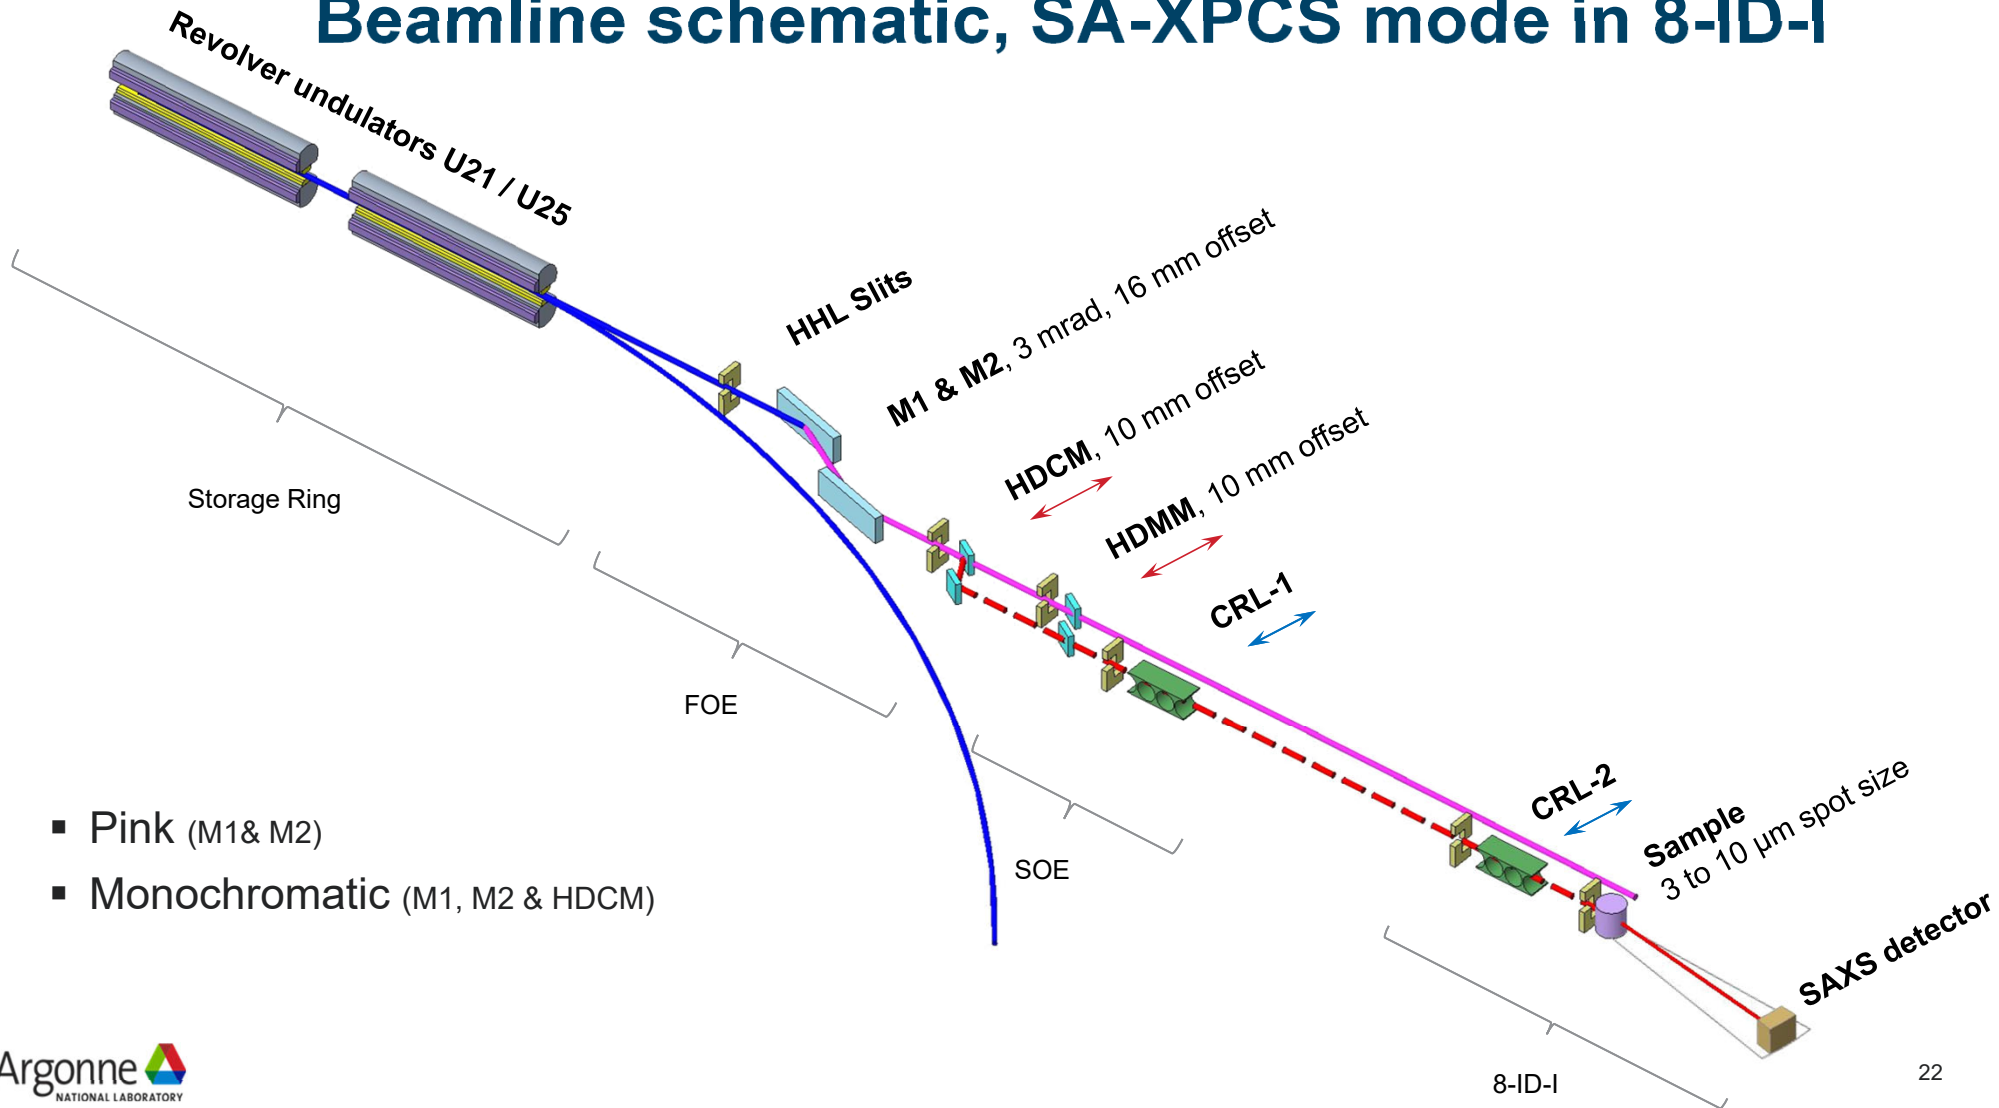 Beamline schematic, SA-XPCS mode in 8-ID-I
Revolver undulators U21 / U25
HHL Slits
M1 & M2, 3 mrad, 16 mm offset
HDCM, 10 mm offset
HDMM, 10 mm offset
CRL-1
CRL-2
Sample
3 to 10 µm spot size
SAXS detector
Storage Ring
FOE
SOE
8-ID-I
▪ Pink (M1& M2)
▪ Monochromatic (M1, M2 & HDCM)
Argonne
NATIONAL LABORATORY
22